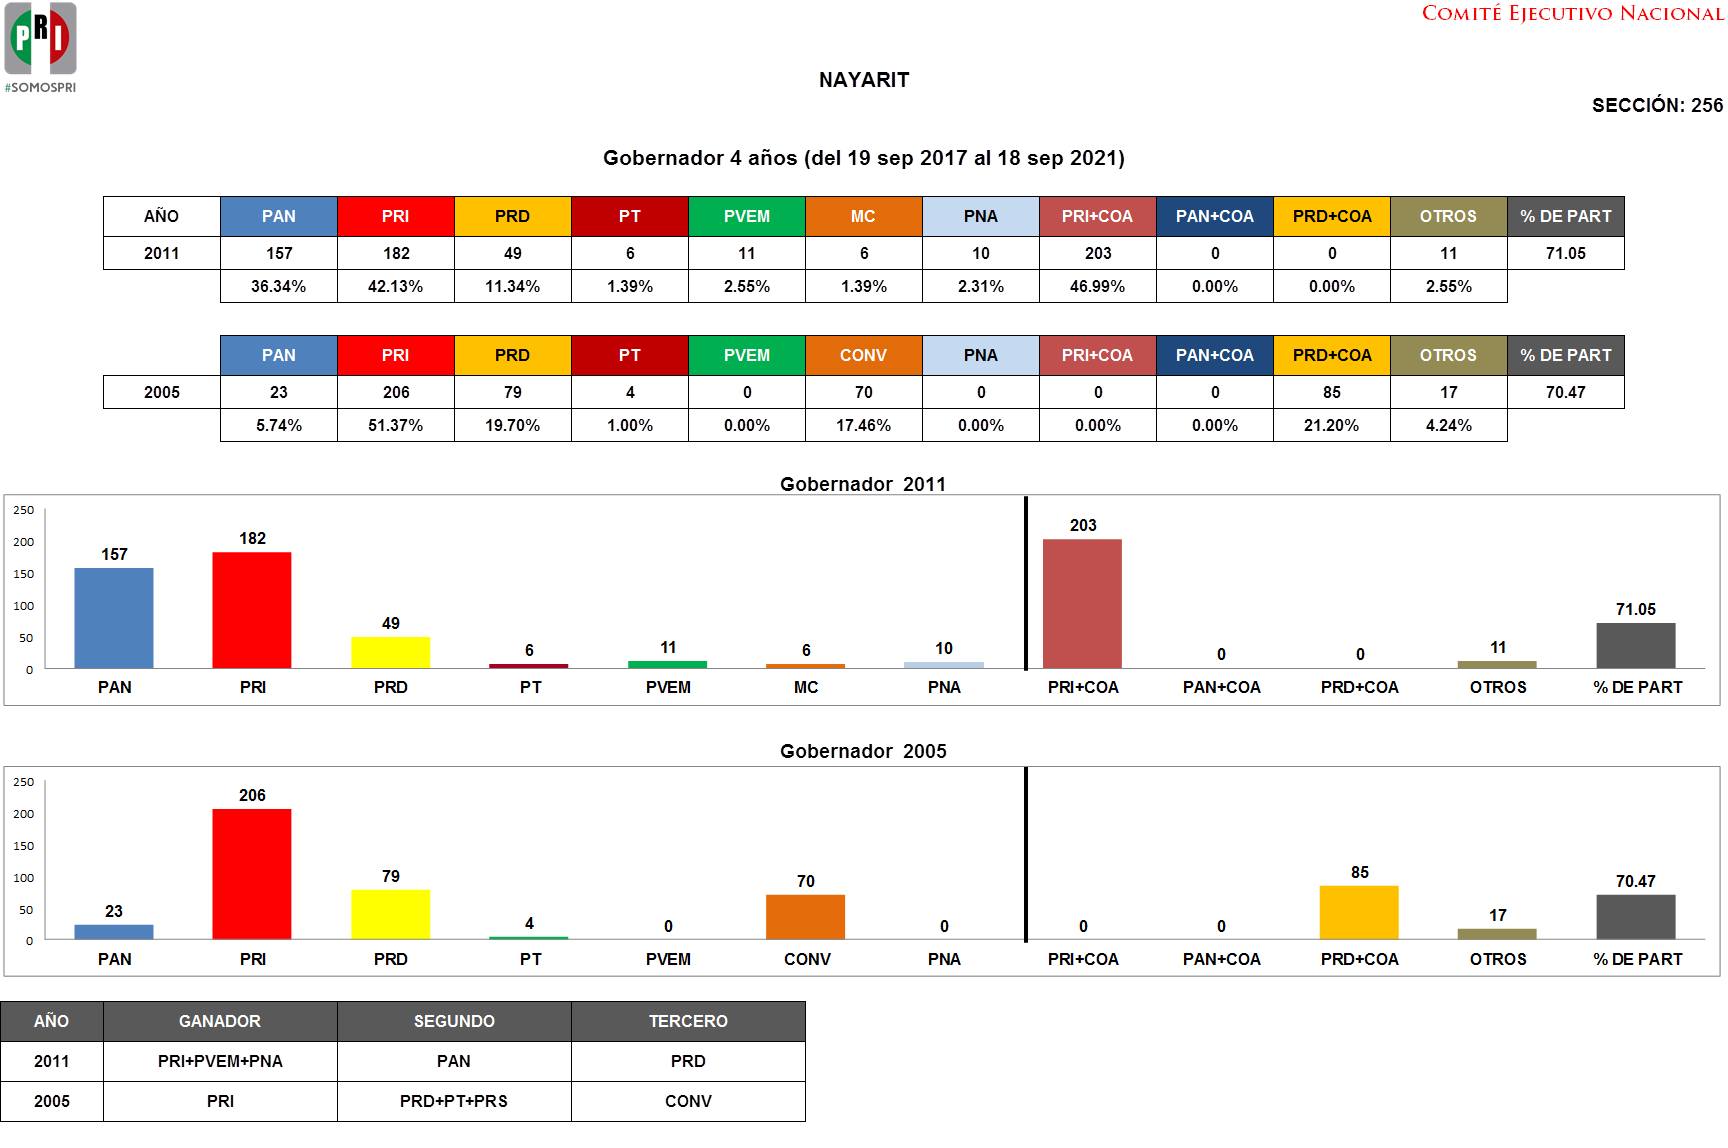 PRI
#SOMOSPRI
COMITÉ EJECUTIVO NACIONAL
NAYARIT
SECCIÓN: 256
Gobernador 4 años (del 19 sep 2017 al 18 sep 2021)
AÑO PAN PRI PRD PT PVEM MC PNA PRI+COA PAN+COA PRD+COA OTROS % DE PART
2011 157 182 49 6 11 6 10 203 0 0 11 71.05
36.34% 42.13% 11.34% 1.39% 2.55% 1.39% 2.31% 46.99% 0.00% 0.00% 2.55%
PAN PRI PRD PT PVEM CONV PNA PRI+COA PAN+COA PRD+COA OTROS % DE PART
2005 23 206 79 4 0 70 0 0 0 85 17 70.47
5.74% 51.37% 19.70% 1.00% 0.00% 17.46% 0.00% 0.00% 0.00% 21.20% 4.24%
Gobernador 2011
250
200
150
100
50
0
157 182 49 6 11 6 10 203 0 0 11 71.05
PAN PRI PRD PT PVEM MC PNA PRI+COA PAN+COA PRD+COA OTROS % DE PART
Gobernador 2005
250
200
150
100
50
0
23 206 79 4 0 70 0 0 0 85 17 70.47
PAN PRI PRD PT PVEM CONV PNA PRI+COA PAN+COA PRD+COA OTROS % DE PART
AÑO GANADOR SEGUNDO TERCERO
2011 PRI+PVEM+PNA PAN PRD
2005 PRI PRD+PT+PRS CONV